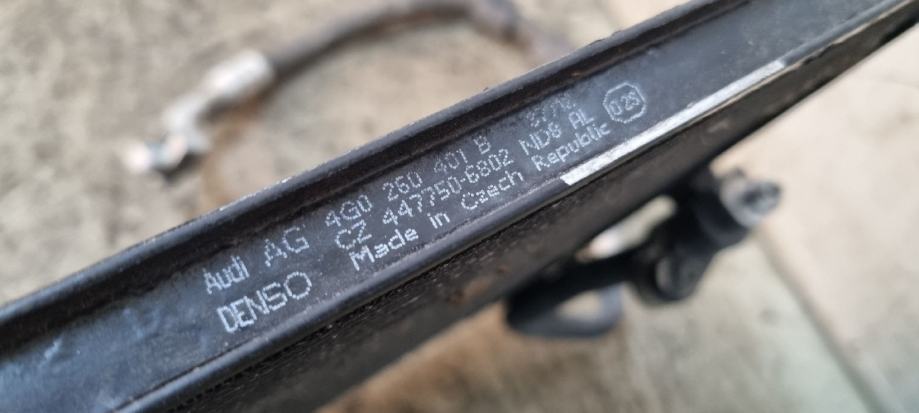 Audi AG 4G0 260 401 B
DENSO CZ 447750-6802 ND8 AL
Made in Czech Republic